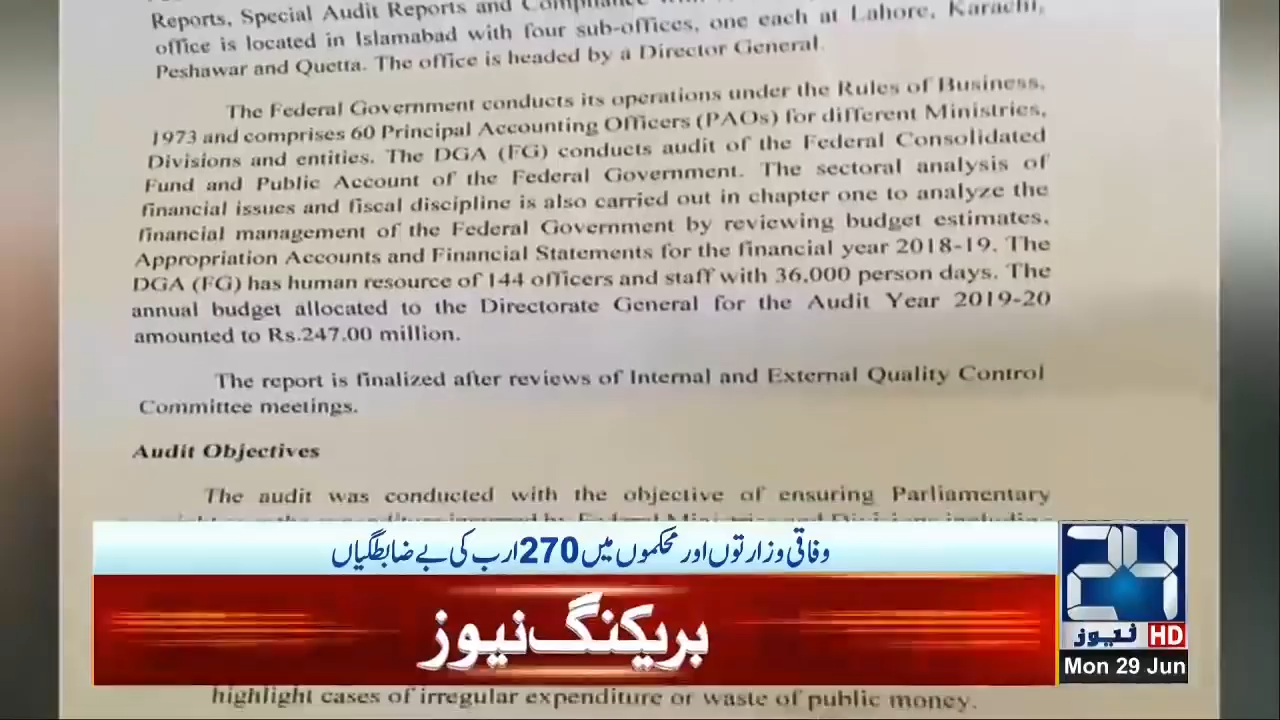 Reports, Special Audit Reports and Compliance with
office is located in Islamabad with four sub-offices, one each at Lahore, Karachi,
Peshawar and Quetta. The office is headed by a Director General.
The Federal Government conducts its operations under the Rules of Business,
1973 and comprises 60 Principal Accounting Officers (PAOs) for different Ministries,
Divisions and entities. The DGA (FG) conducts audit of the Federal Consolidated
Fund and Public Account of the Federal Government. The sectoral analysis of
financial issues and fiscal discipline is also carried out in chapter one to analyze the
financial management of the Federal Government by reviewing budget estimates,
Appropriation Accounts and Financial Statements for the financial year 2018-19. The
DGA (FG) has human resource of 144 officers and staff with 36,000 person days. The
annual budget allocated to the Directorate General for the Audit Year 2019-20
amounted to Rs.247.00 million.
The report is finalized after reviews of Internal and External Quality Control
Committee meetings.
Audit Objectives
The audit was conducted with the objective of ensuring Parliamentary
وفاقی وزارتوں اور محکموں میں 270 ارب کی بے ضابطگیاں
بریکنگ نیوز
24
نیوز HD
Mon 29 Jun
highlight cases of irregular expenditure or waste of public money.